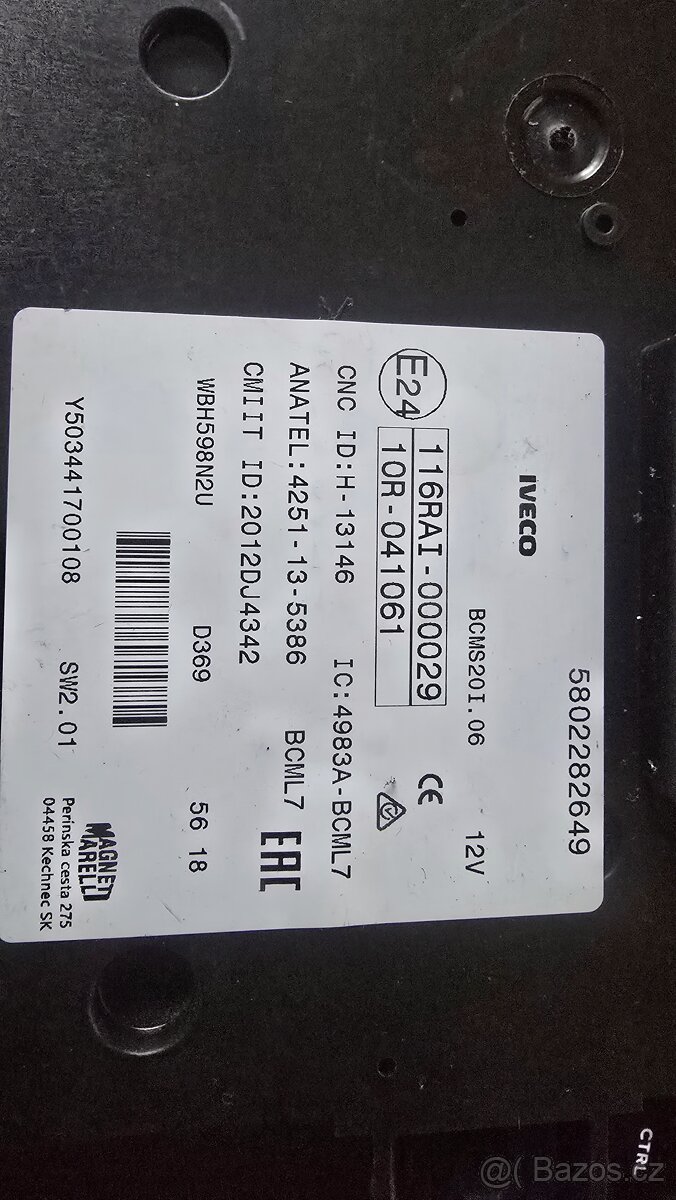 5802282649
IVECO
BCMS20I.06 12V
E24 116RAI-000029 CE
10R-041061
CNC ID:H-13146 IC:4983A-BCML7
ANATEL:4251-13-5386 BCML7 EAC
CMIIT ID:2012DJ4342
WBH598N2U D369 56 18
Y503441700108 SW2.01
MAGNETI
MARELLI
Perinska cesta 275
04458 Kechnec SK
CTRL
@( Bazos.cz